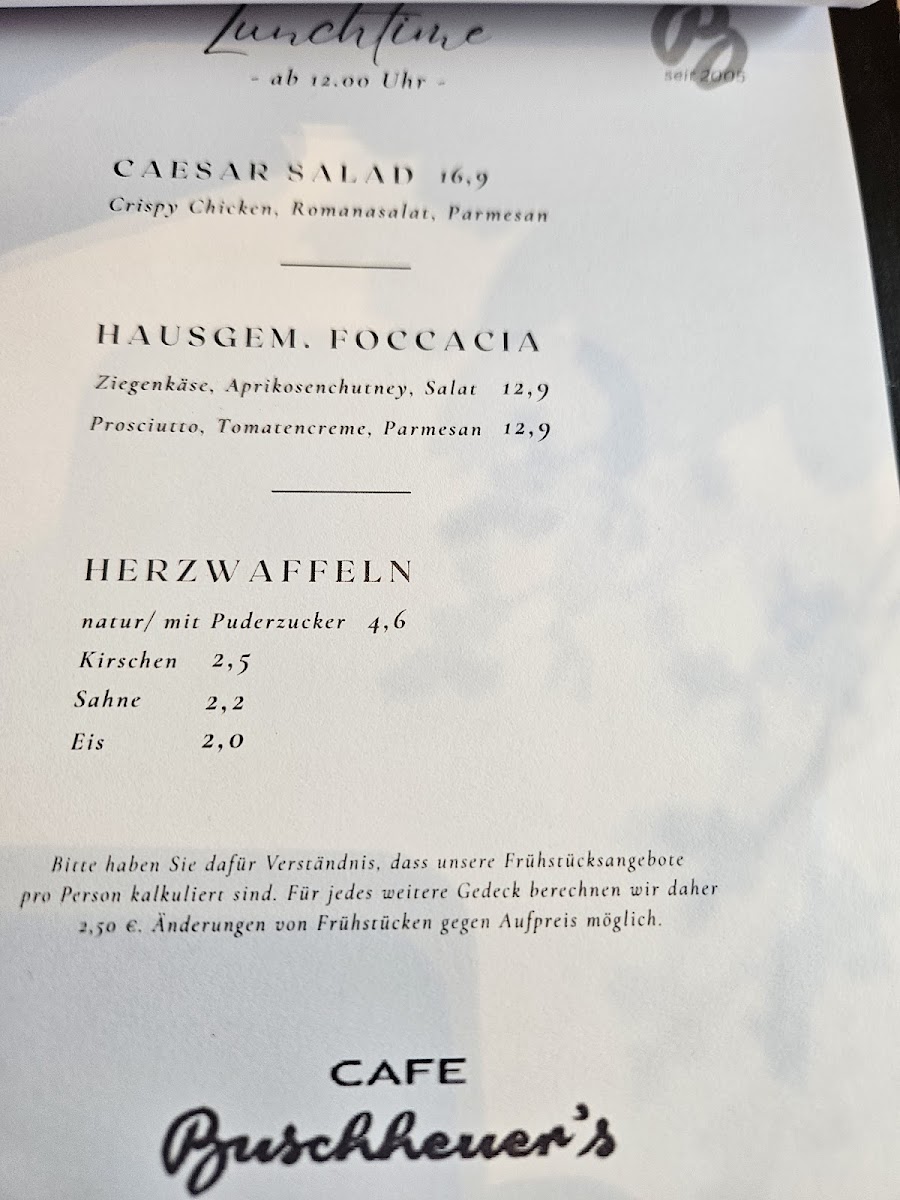 Lunchtime
- ab 12.00 Uhr -
B
seit 2005
CAESAR SALAD 16,9
Crispy Chicken, Romanasalat, Parmesan
HAUSGEM. FOCCACIA
Ziegenkäse, Aprikosenchutney, Salat 12,9
Prosciutto, Tomatencreme, Parmesan 12,9
HERZWAFFELN
natur/ mit Puderzucker 4,6
Kirschen 2,5
Sahne 2,2
Eis 2,0
Bitte haben Sie dafür Verständnis, dass unsere Frühstücksangebote
pro Person kalkuliert sind. Für jedes weitere Gedeck berechnen wir daher
2,50 €. Änderungen von Frühstücken gegen Aufpreis möglich.
CAFE
Buschheuer's